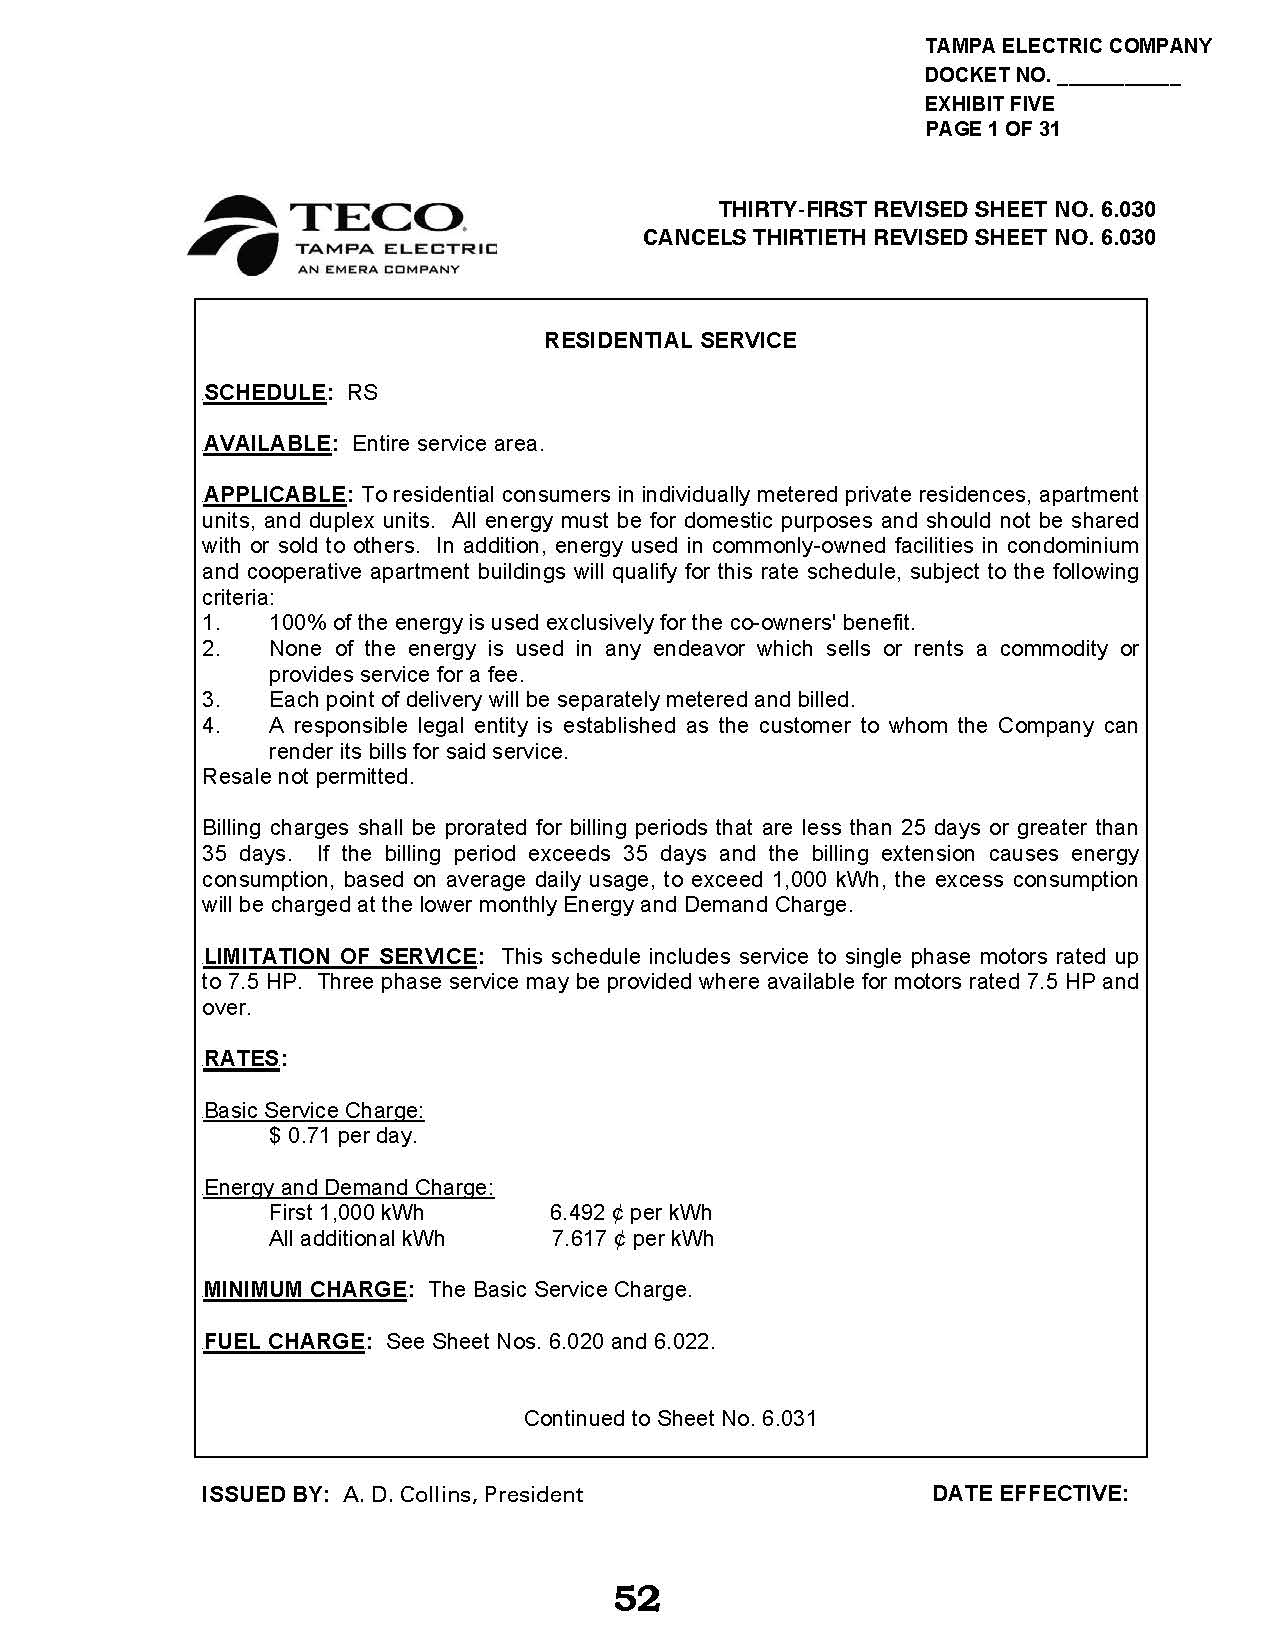 TAMPA ELECTRIC COMPANY
DOCKET NO. ___________
EXHIBIT FIVE
PAGE 1 OF 31
TECO.
TAMPA ELECTRIC
AN EMERA COMPANY
THIRTY-FIRST REVISED SHEET NO. 6.030
CANCELS THIRTIETH REVISED SHEET NO. 6.030
RESIDENTIAL SERVICE
SCHEDULE: RS
AVAILABLE: Entire service area.
APPLICABLE: To residential consumers in individually metered private residences, apartment
units, and duplex units. All energy must be for domestic purposes and should not be shared
with or sold to others. In addition, energy used in commonly-owned facilities in condominium
and cooperative apartment buildings will qualify for this rate schedule, subject to the following
criteria:
1. 100% of the energy is used exclusively for the co-owners' benefit.
2. None of the energy is used in any endeavor which sells or rents a commodity or
provides service for a fee.
3. Each point of delivery will be separately metered and billed.
4. A responsible legal entity is established as the customer to whom the Company can
render its bills for said service.
Resale not permitted.
Billing charges shall be prorated for billing periods that are less than 25 days or greater than
35 days. If the billing period exceeds 35 days and the billing extension causes energy
consumption, based on average daily usage, to exceed 1,000 kWh, the excess consumption
will be charged at the lower monthly Energy and Demand Charge.
LIMITATION OF SERVICE: This schedule includes service to single phase motors rated up
to 7.5 HP. Three phase service may be provided where available for motors rated 7.5 HP and
over.
RATES:
Basic Service Charge:
$ 0.71 per day.
Energy and Demand Charge:
First 1,000 kWh 6.492 ¢ per kWh
All additional kWh 7.617 ¢ per kWh
MINIMUM CHARGE: The Basic Service Charge.
FUEL CHARGE: See Sheet Nos. 6.020 and 6.022.
Continued to Sheet No. 6.031
ISSUED BY: A. D. Collins, President
DATE EFFECTIVE:
52